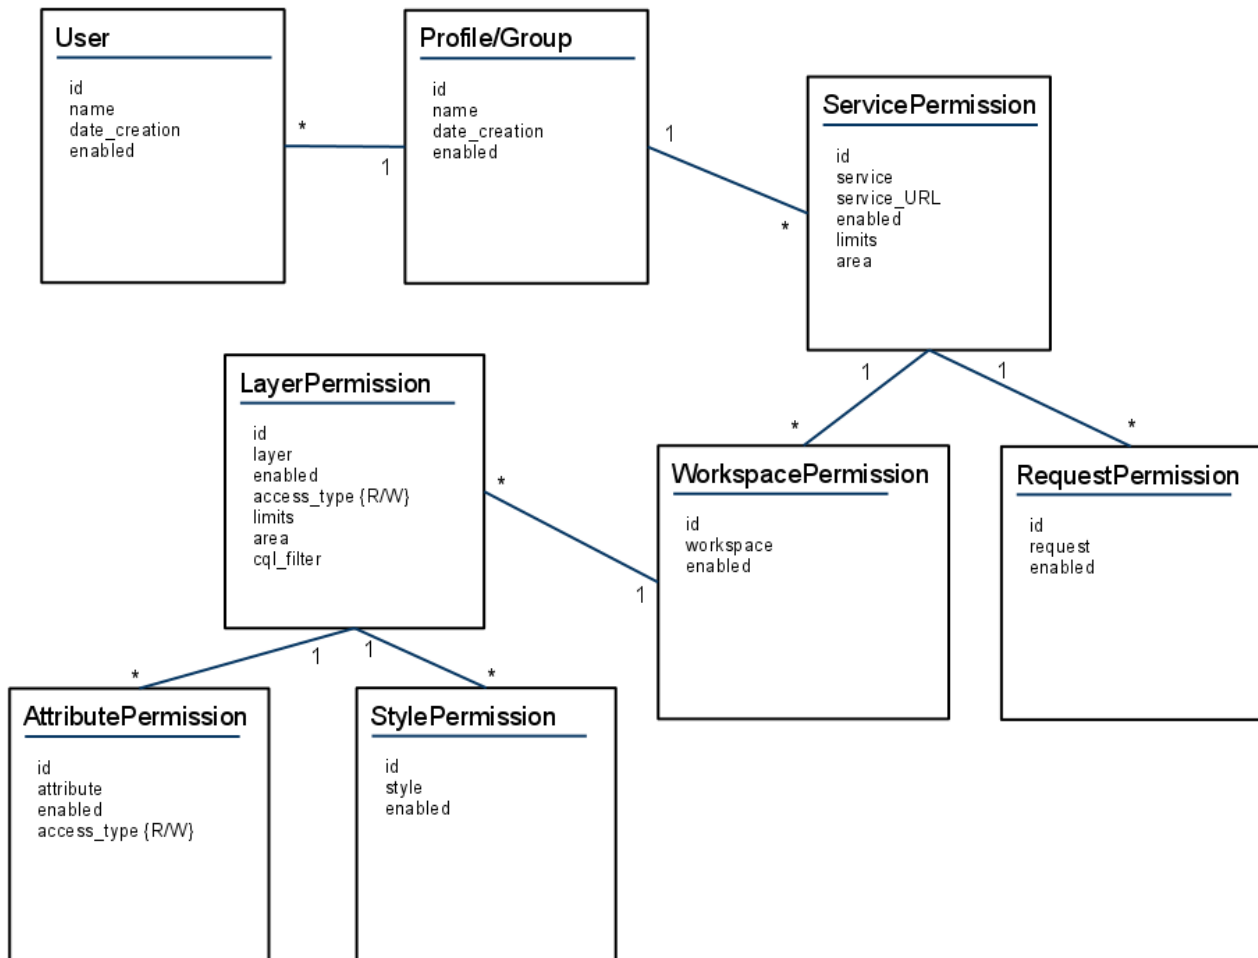 User
id
name
date_creation
enabled
*
1
Profile/Group
id
name
date_creation
enabled
1
*
ServicePermission
id
service
service_URL
enabled
limits
area
1
1
*
*
LayerPermission
id
layer
enabled
access_type {R/W}
limits
area
cql_filter
*
1
WorkspacePermission
id
workspace
enabled
RequestPermission
id
request
enabled
1
1
*
*
AttributePermission
id
attribute
enabled
access_type {R/W}
StylePermission
id
style
enabled